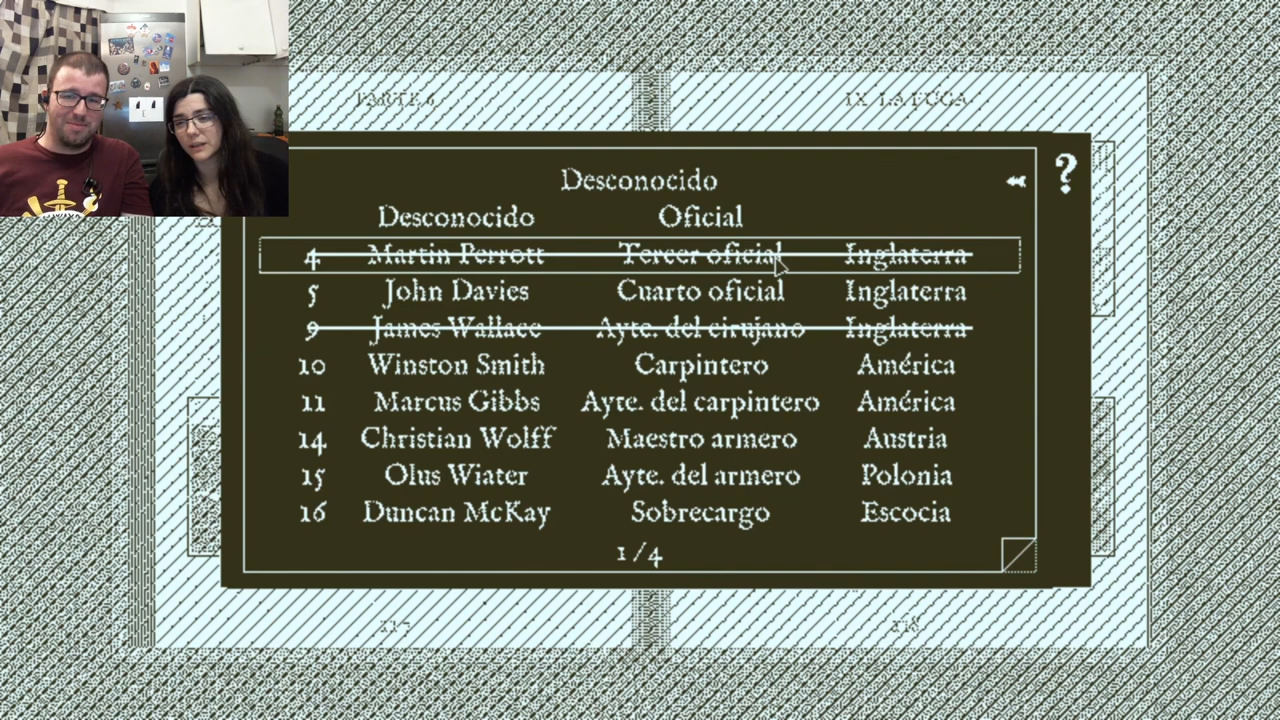 IX. LA FUGA
?
Desconocido
Desconocido Oficial
4 Martin Perrott Tercer oficial Inglaterra
5 John Davies Cuarto oficial Inglaterra
9 James Wallace Ayte. del cirujano Inglaterra
10 Winston Smith Carpintero América
11 Marcus Gibbs Ayte. del carpintero América
14 Christian Wolff Maestro armero Austria
15 Olus Wiater Ayte. del armero Polonia
16 Duncan McKay Sobrecargo Escocia
1/4